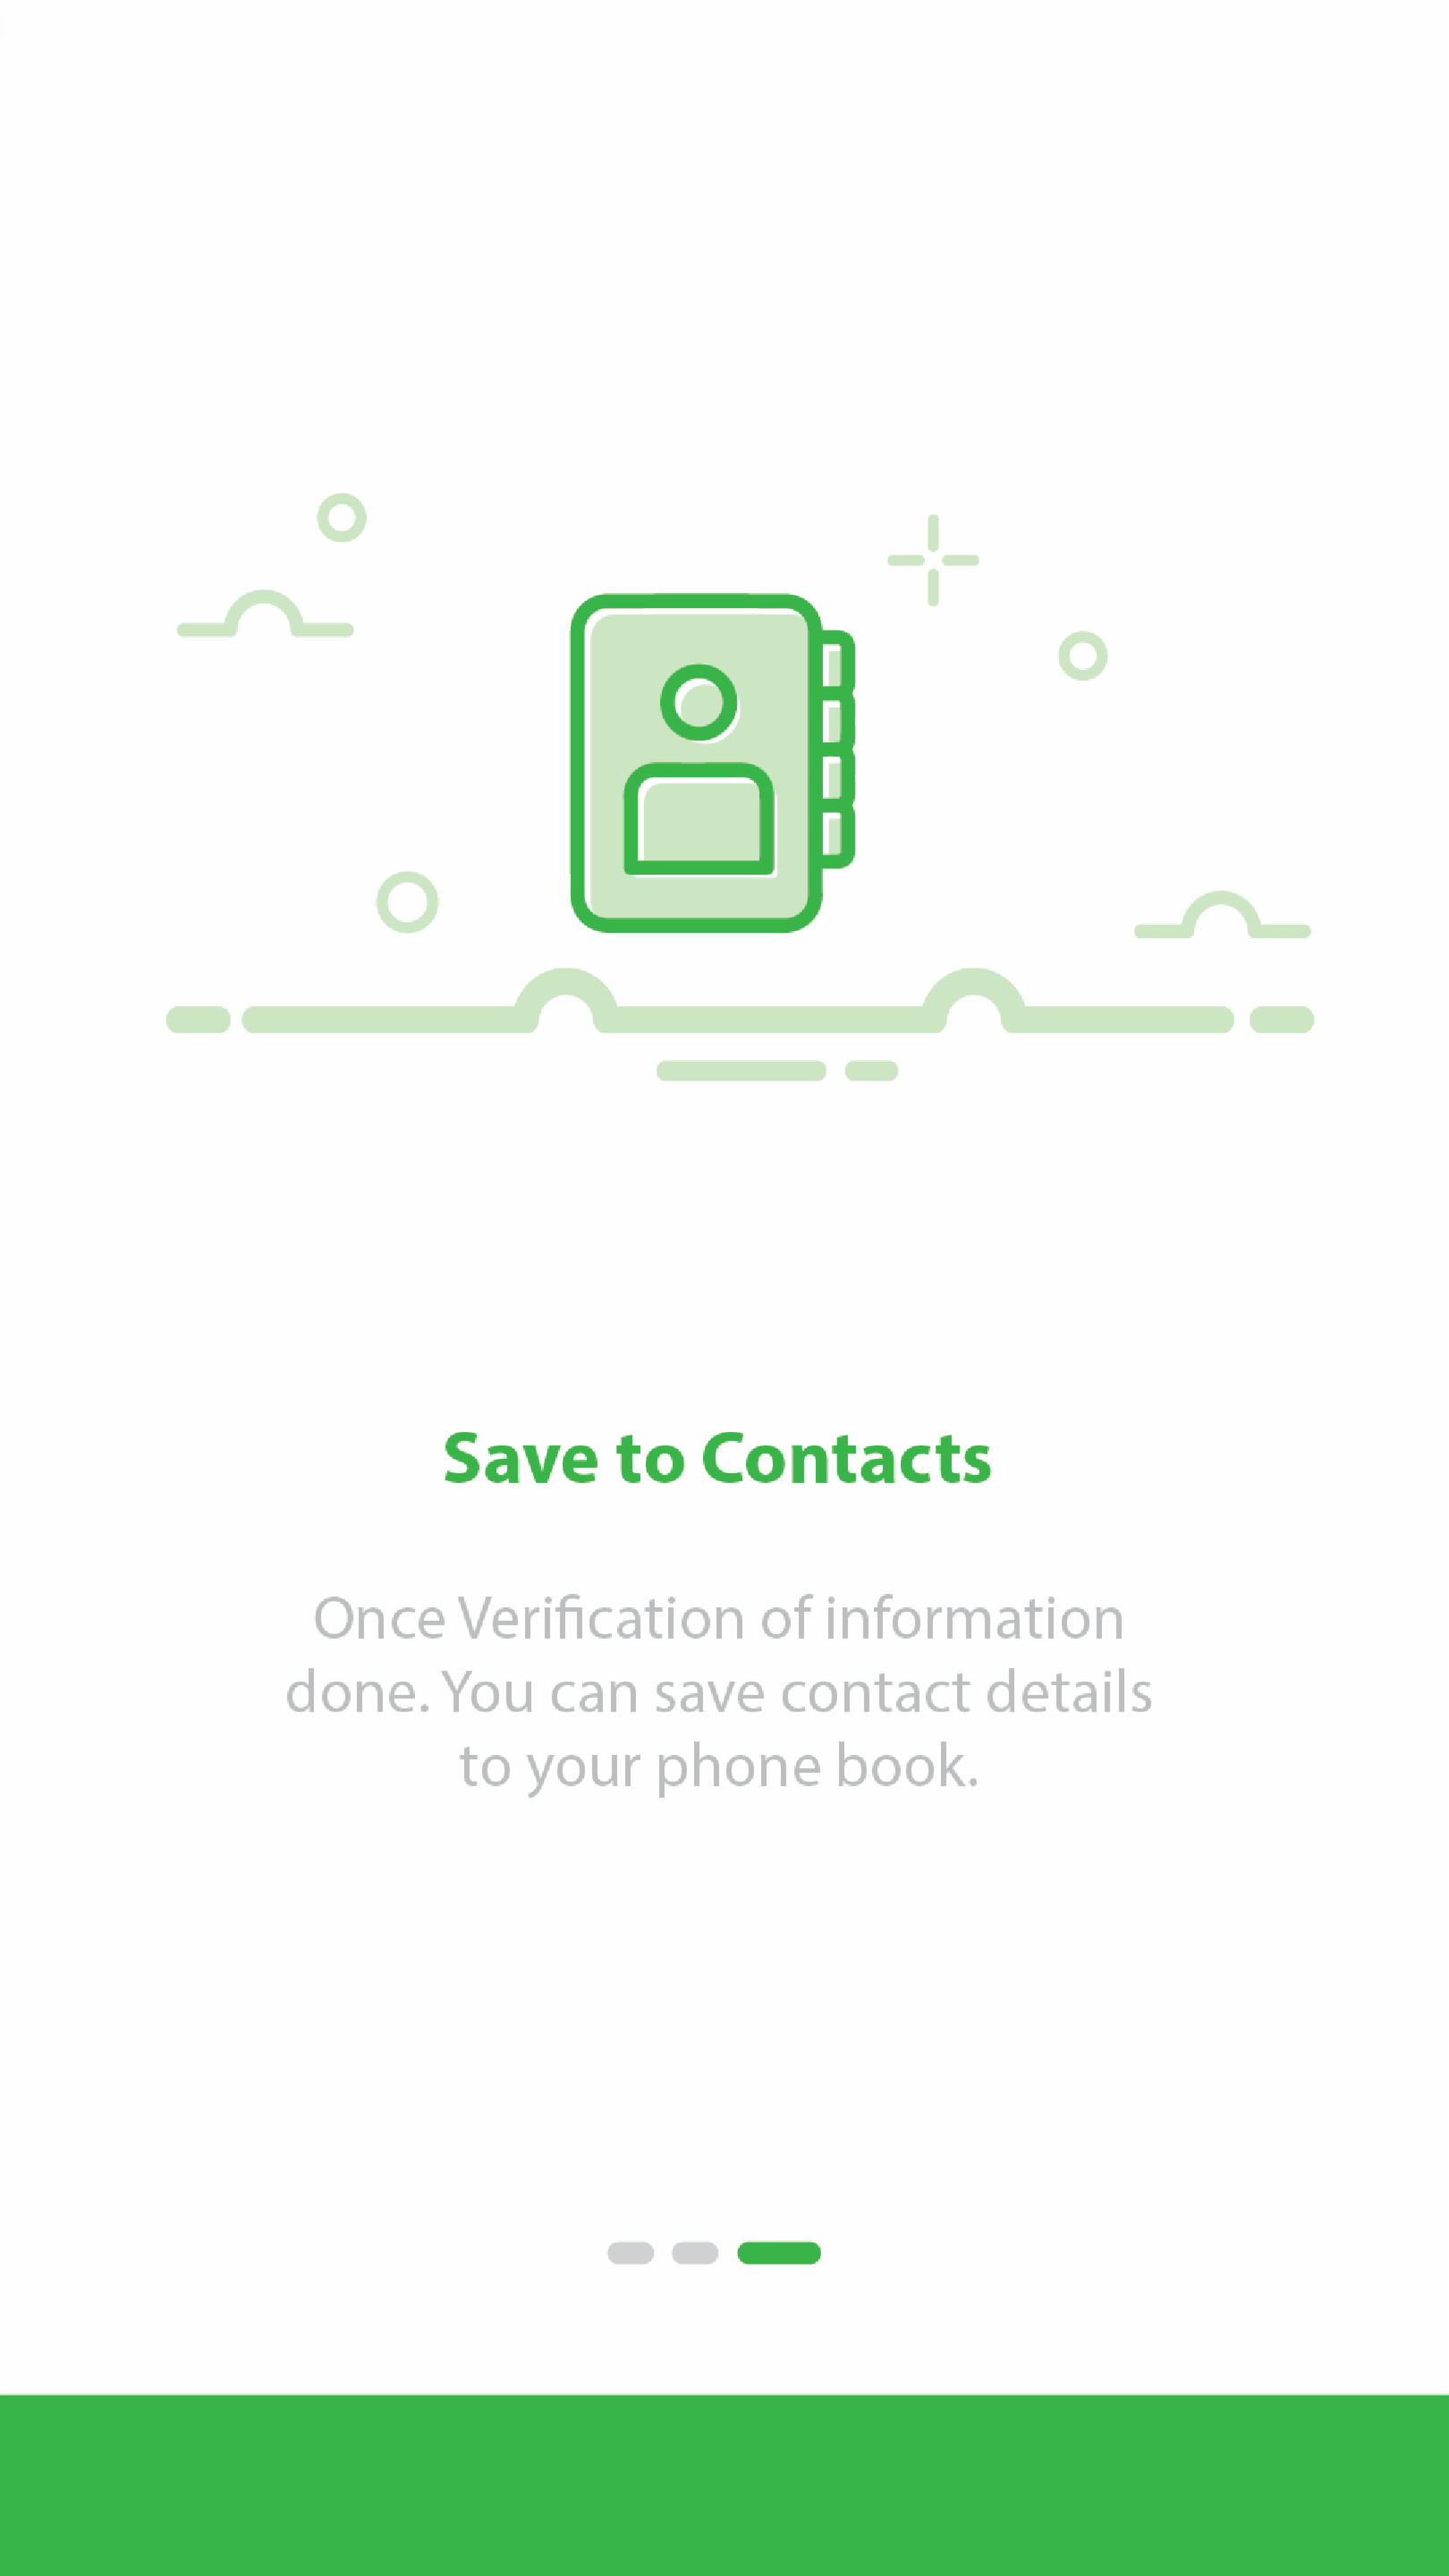 Save to Contacts
Once Verification of information
done. You can save contact details
to your phone book.